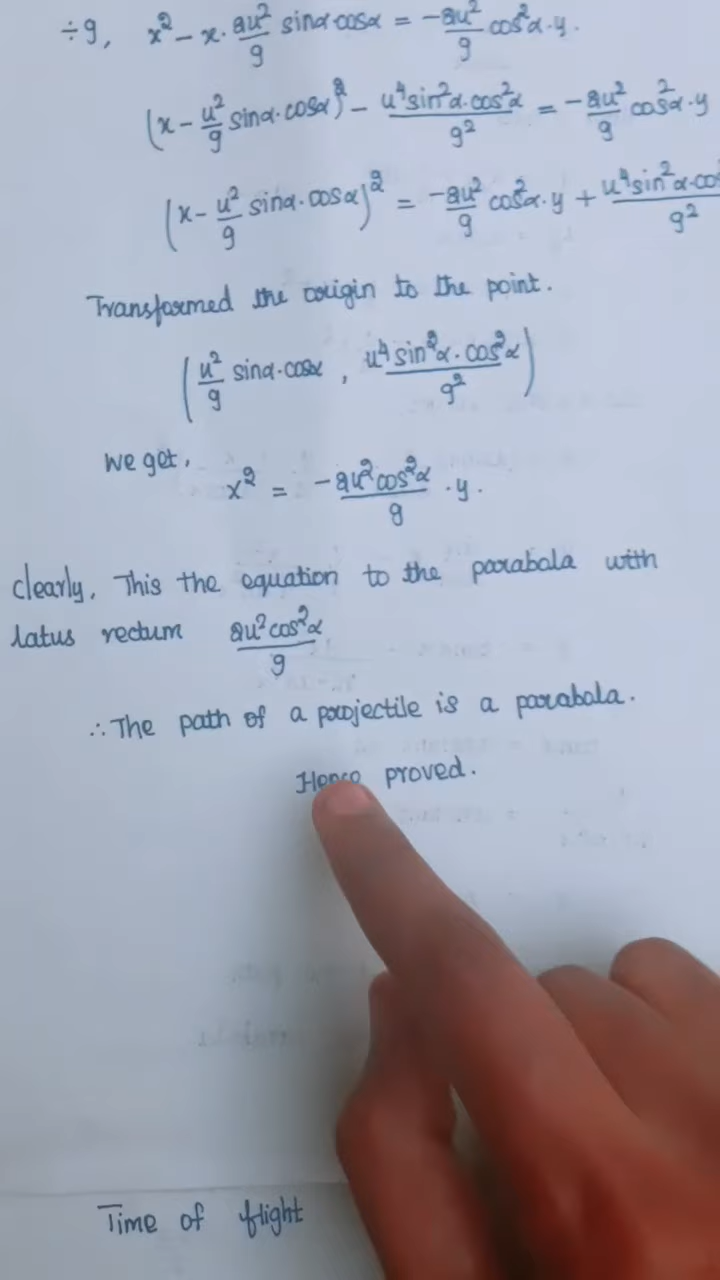 ÷g, x² - x · 2u²/g sinα cosα = -2u²/g cos²α · y.
(x - u²/g sinα · cosα)² - u⁴sin²α · cos²α/g² = -2u²/g cos²α · y
(x - u²/g sinα · cosα)² = -2u²/g cos²α · y + u⁴sin²α · co/g²
Transformed the origin to the point.
(u²/g sinα · cosα , u⁴sin²α · cos²α/g²)
we get,
x² = -2u²cos²α/g · y.
clearly, This the equation to the parabola with
latus rectum 2u²cos²α/g
∴ The path of a projectile is a parabola.
Hence proved.
Time of flight